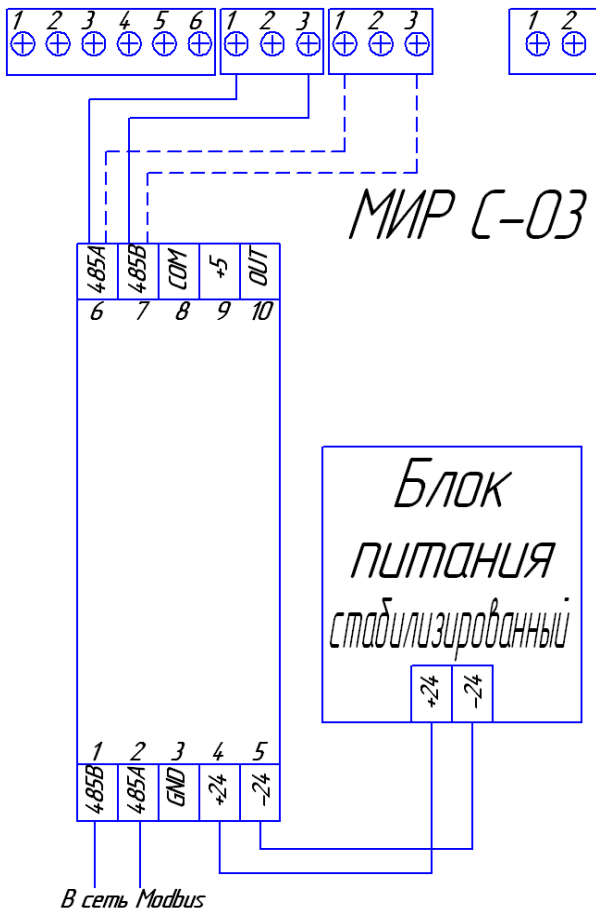 1 2 3 4 5 6 1 2 3 1 2 3 1 2
МИР С-03
485A 485B COM +5 OUT
6 7 8 9 10
Блок
питания
стабилизированный
+24 -24
1 2 3 4 5
485B 485A GND +24 -24
В сеть Modbus